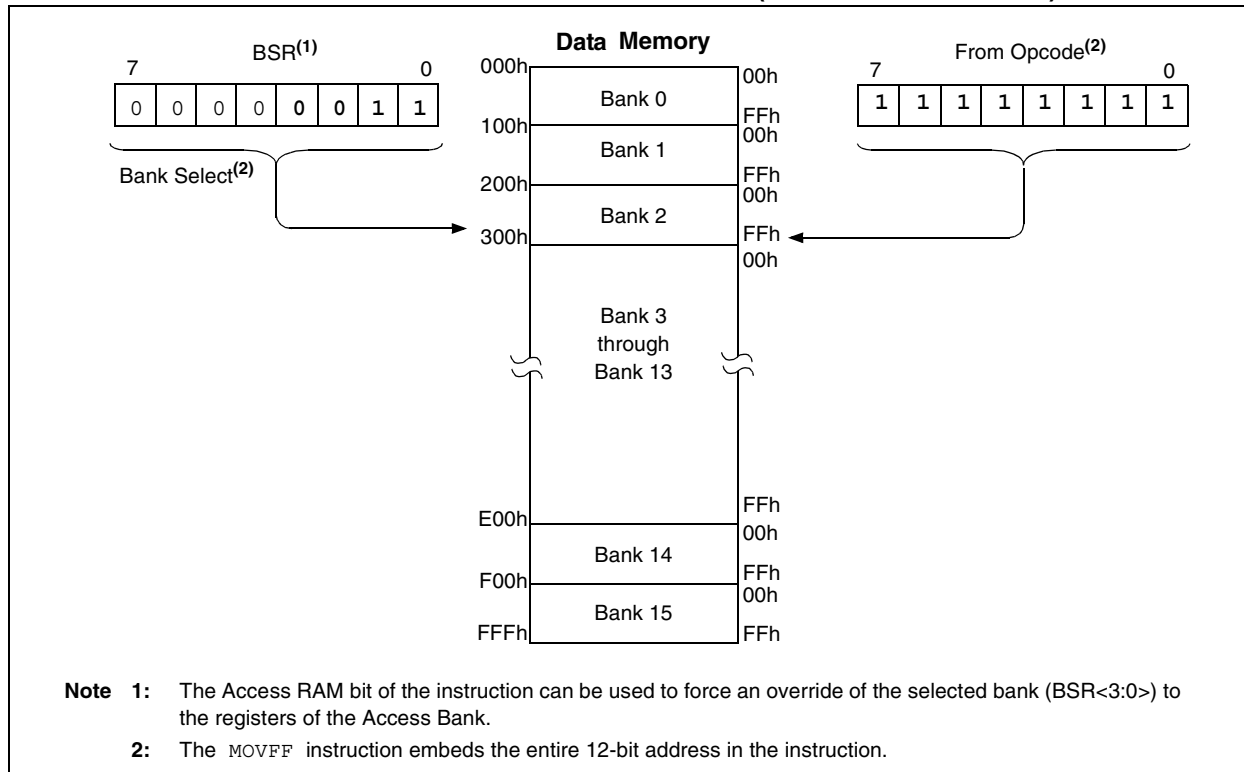 Data Memory
BSR(1)
7 0
0 0 0 0 0 0 1 1
Bank Select(2)
From Opcode(2)
7 0
1 1 1 1 1 1 1 1
000h Bank 0 00h
FFh
100h Bank 1 00h
FFh
200h Bank 2 00h
FFh
300h
00h
Bank 3
through
Bank 13
FFh
E00h Bank 14 00h
FFh
F00h Bank 15 00h
FFFh FFh
Note 1: The Access RAM bit of the instruction can be used to force an override of the selected bank (BSR<3:0>) to
the registers of the Access Bank.
2: The MOVFF instruction embeds the entire 12-bit address in the instruction.